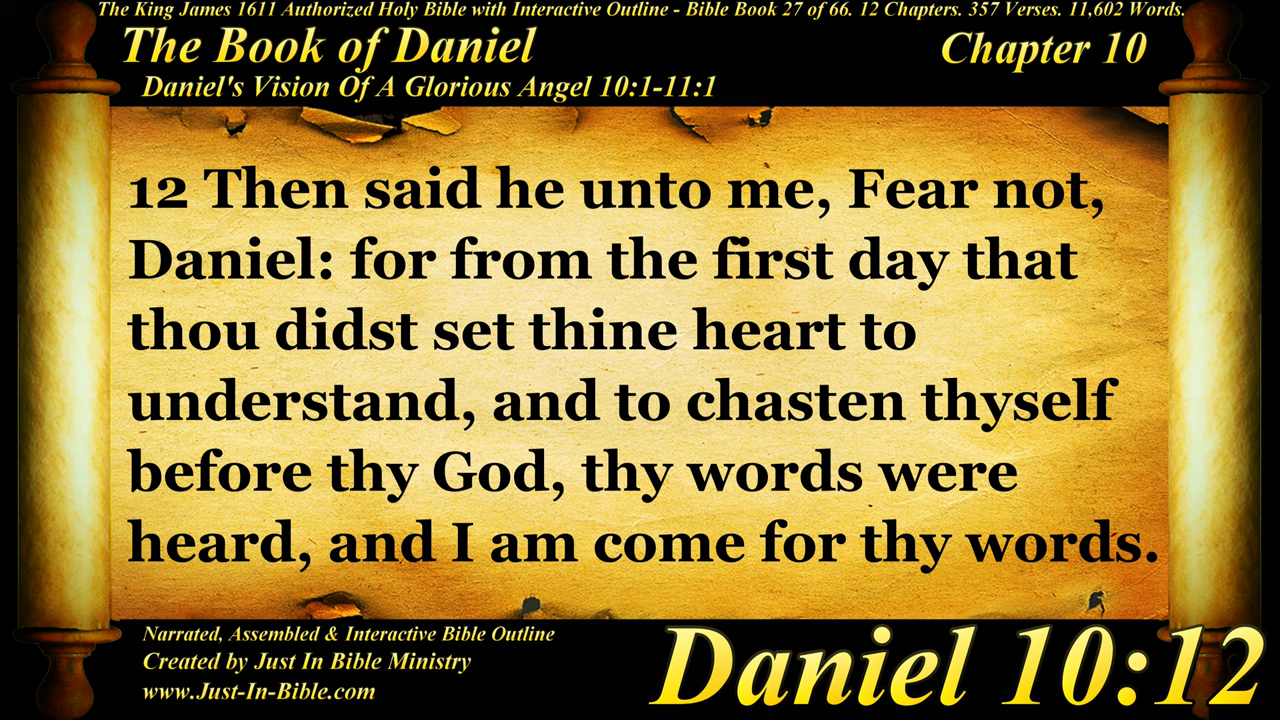 The King James 1611 Authorized Holy Bible with Interactive Outline - Bible Book 27 of 66. 12 Chapters. 357 Verses. 11,602 Words.
The Book of Daniel
Chapter 10
Daniel's Vision Of A Glorious Angel 10:1-11:1
12 Then said he unto me, Fear not,
Daniel: for from the first day that
thou didst set thine heart to
understand, and to chasten thyself
before thy God, thy words were
heard, and I am come for thy words.
Narrated, Assembled & Interactive Bible Outline
Created by Just In Bible Ministry
www.Just-In-Bible.com
Daniel 10:12